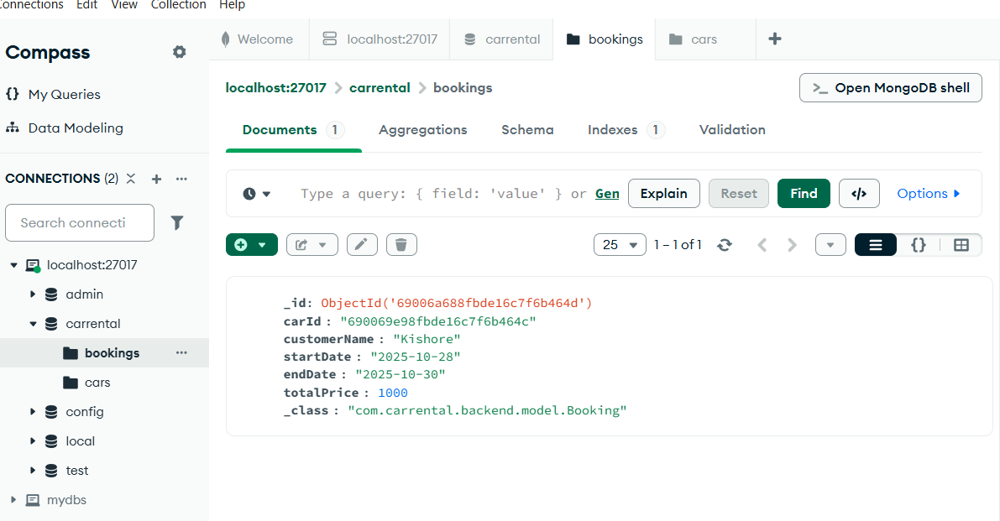 Connections Edit View Collection Help
Compass
My Queries
Data Modeling
CONNECTIONS (2)
Search connecti
localhost:27017
admin
carrental
bookings
cars
config
local
test
mydbs
Welcome localhost:27017 carrental bookings cars
localhost:27017 > carrental > bookings
>_ Open MongoDB shell
Documents 1 Aggregations Schema Indexes 1 Validation
Type a query: { field: 'value' } or Gen Explain Reset Find </> Options
25 1 – 1 of 1 {}
_id: ObjectId('69006a688fbde16c7f6b464d')
carId : "690069e98fbde16c7f6b464c"
customerName : "Kishore"
startDate : "2025-10-28"
endDate : "2025-10-30"
totalPrice : 1000
_class : "com.carrental.backend.model.Booking"